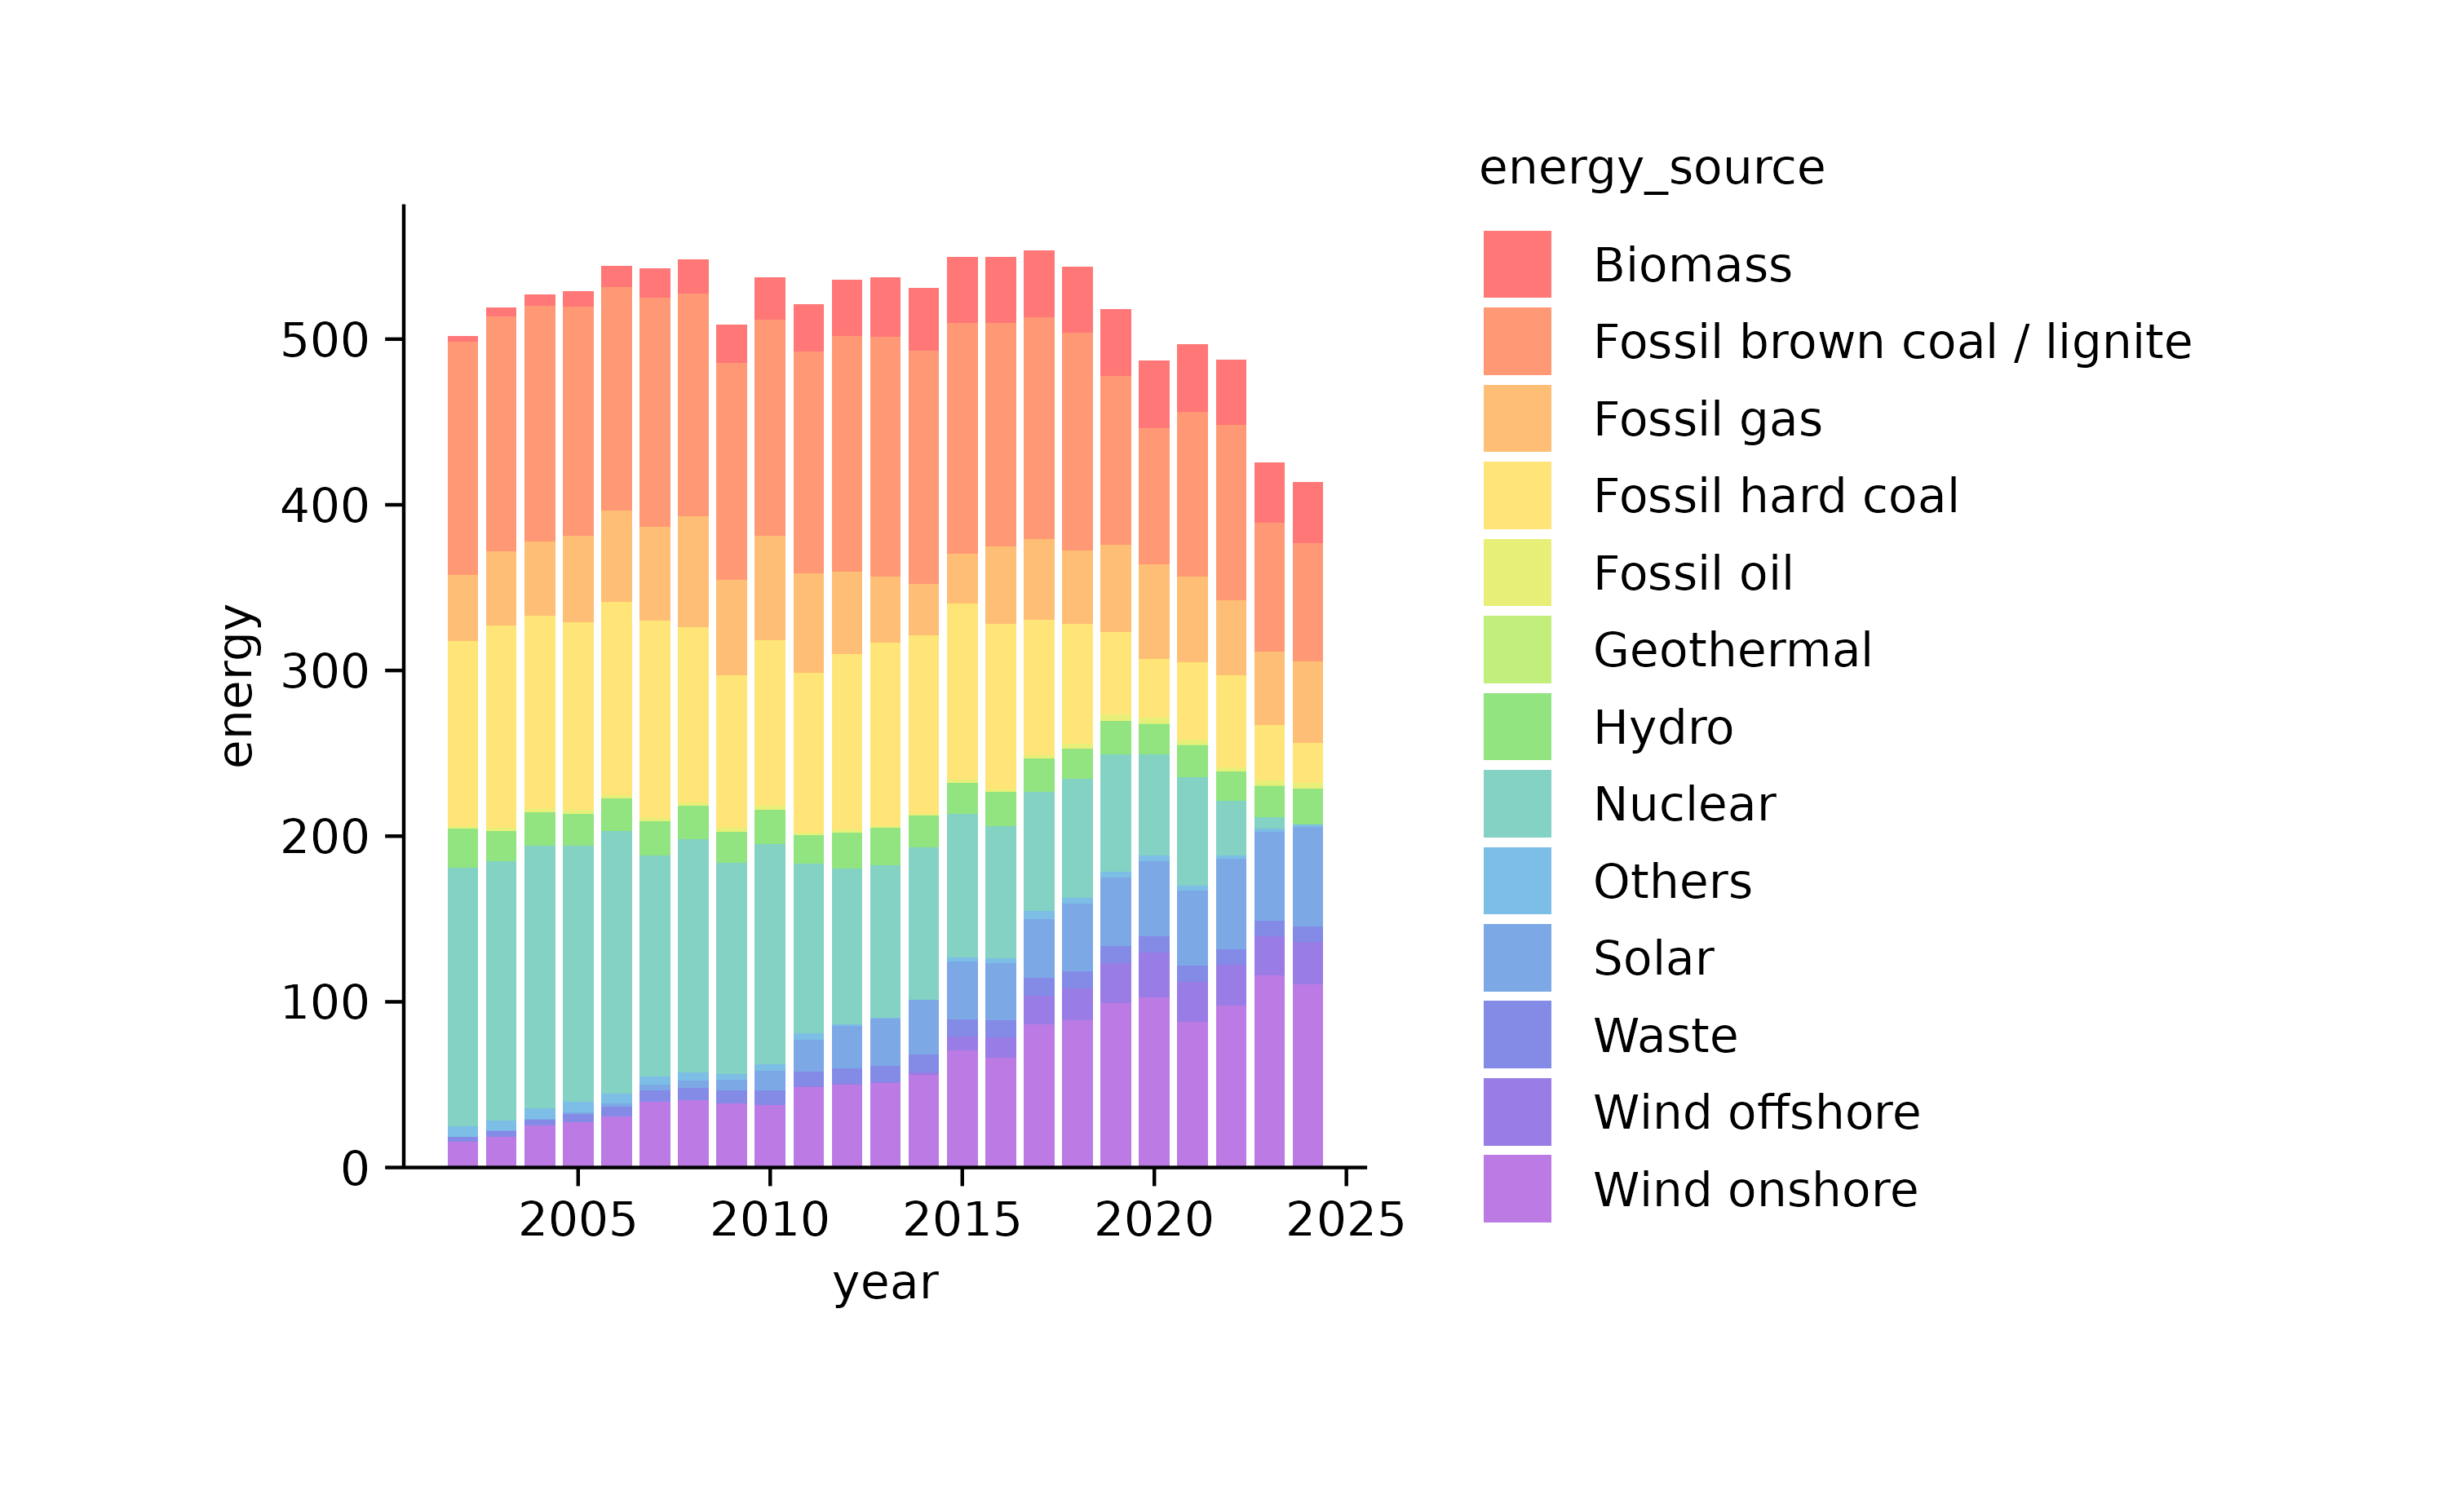 energy_source
Biomass
Fossil brown coal / lignite
Fossil gas
Fossil hard coal
Fossil oil
Geothermal
Hydro
Nuclear
Others
Solar
Waste
Wind offshore
Wind onshore
energy
500
400
300
200
100
0
2005 2010 2015 2020 2025
year